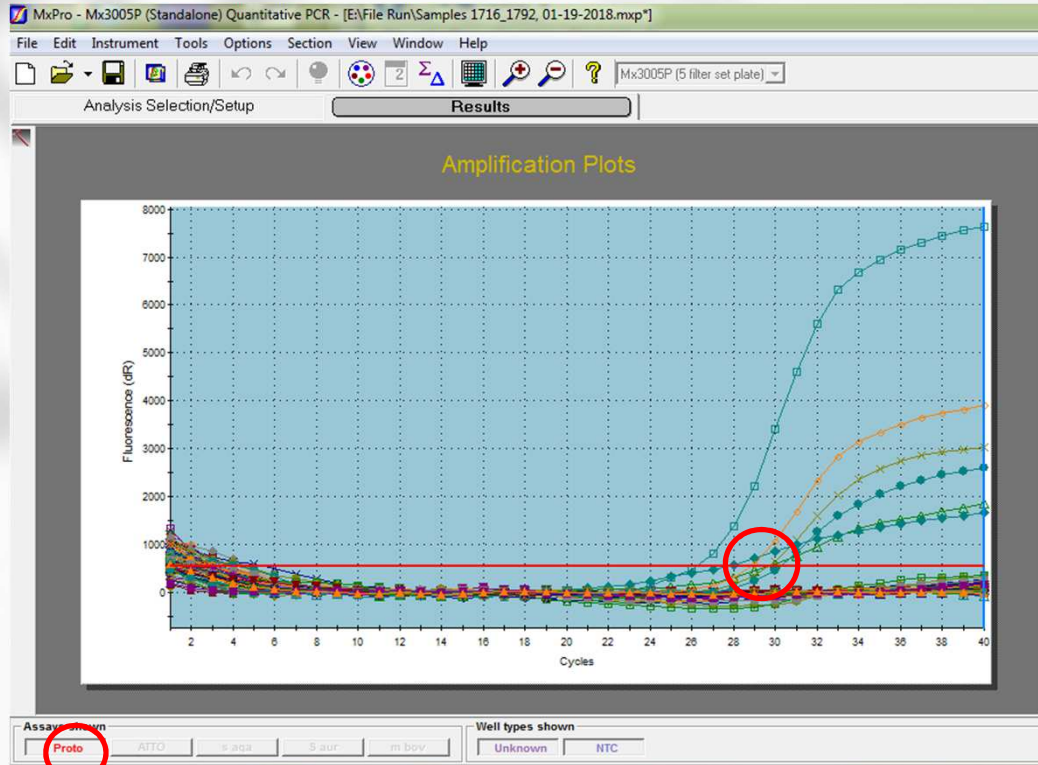 MxPro - Mx3005P (Standalone) Quantitative PCR - [E:\File Run\Samples 1716_1792, 01-19-2018.mxp*]
File Edit Instrument Tools Options Section View Window Help
2 ΣΔ ? Mx3005P (5 filter set plate)
Analysis Selection/Setup Results
Amplification Plots
8000
7000
6000
5000
4000
3000
2000
1000
0
Fluorescence (dR)
2 4 6 8 10 12 14 16 18 20 22 24 26 28 30 32 34 36 38 40
Cycles
Assays shown Well types shown
Proto ATTO s aga S aur m bov Unknown NTC